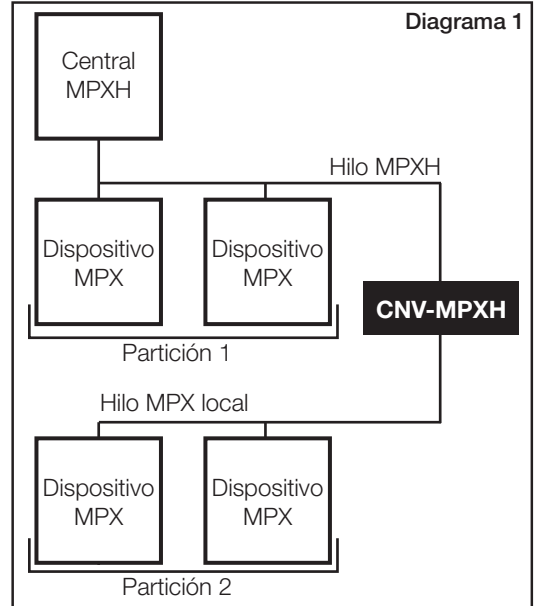 Diagrama 1
Central
MPXH
Hilo MPXH
Dispositivo
MPX
Dispositivo
MPX
CNV-MPXH
Partición 1
Hilo MPX local
Dispositivo
MPX
Dispositivo
MPX
Partición 2